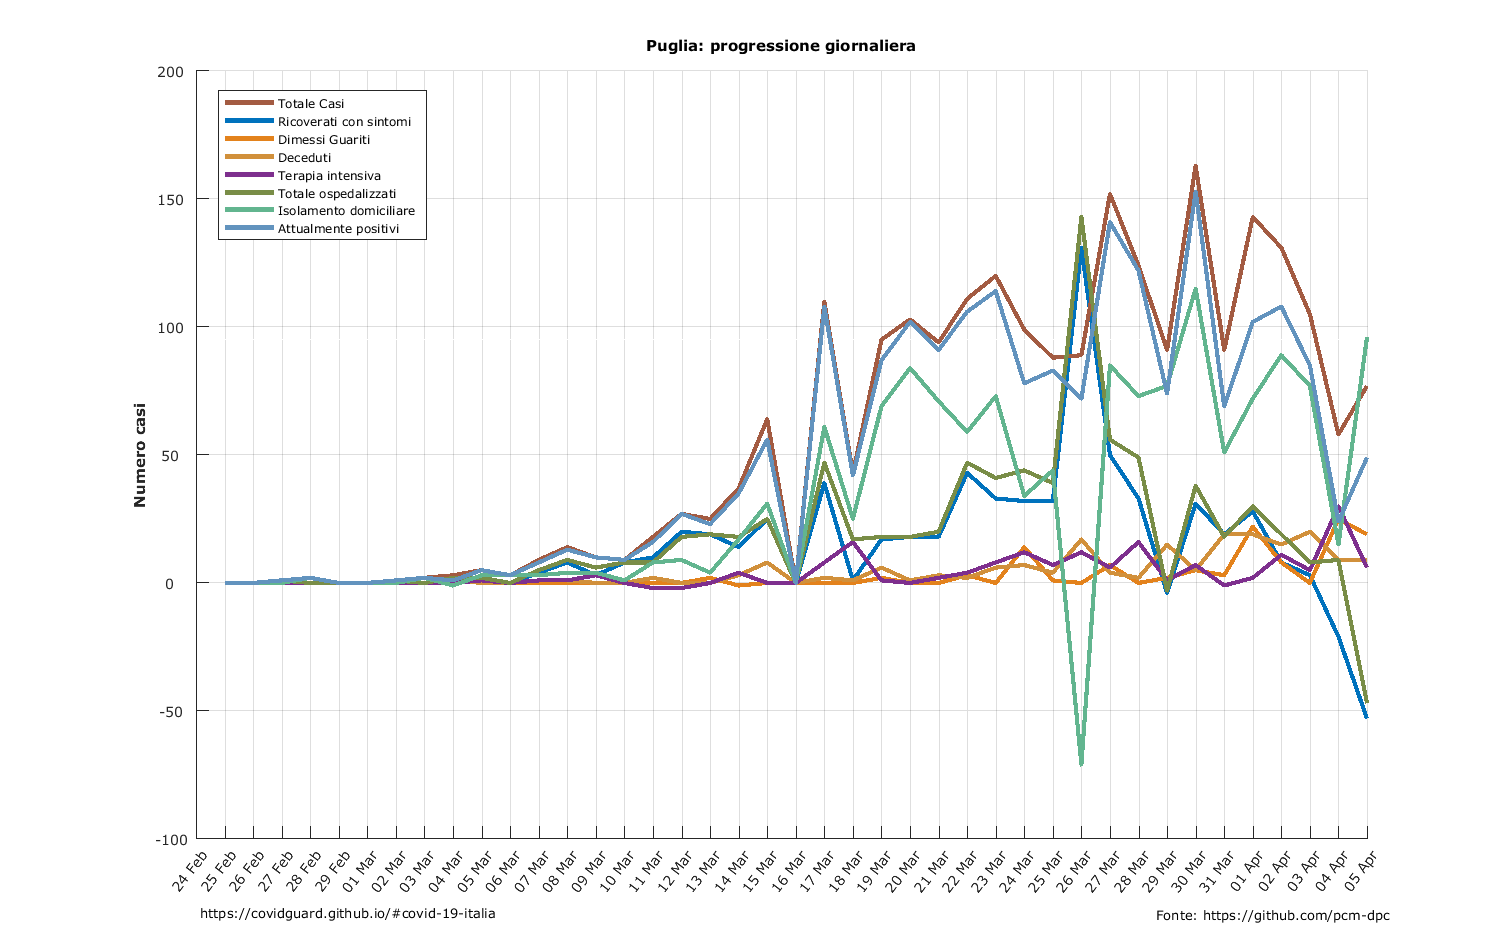 Puglia: progressione giornaliera
Numero casi
200
150
100
50
0
-50
-100
Totale Casi
Ricoverati con sintomi
Dimessi Guariti
Deceduti
Terapia intensiva
Totale ospedalizzati
Isolamento domiciliare
Attualmente positivi
24 Feb
25 Feb
26 Feb
27 Feb
28 Feb
29 Feb
01 Mar
02 Mar
03 Mar
04 Mar
05 Mar
06 Mar
07 Mar
08 Mar
09 Mar
10 Mar
11 Mar
12 Mar
13 Mar
14 Mar
15 Mar
16 Mar
17 Mar
18 Mar
19 Mar
20 Mar
21 Mar
22 Mar
23 Mar
24 Mar
25 Mar
26 Mar
27 Mar
28 Mar
29 Mar
30 Mar
31 Mar
01 Apr
02 Apr
03 Apr
04 Apr
05 Apr
https://covidguard.github.io/#covid-19-italia
Fonte: https://github.com/pcm-dpc